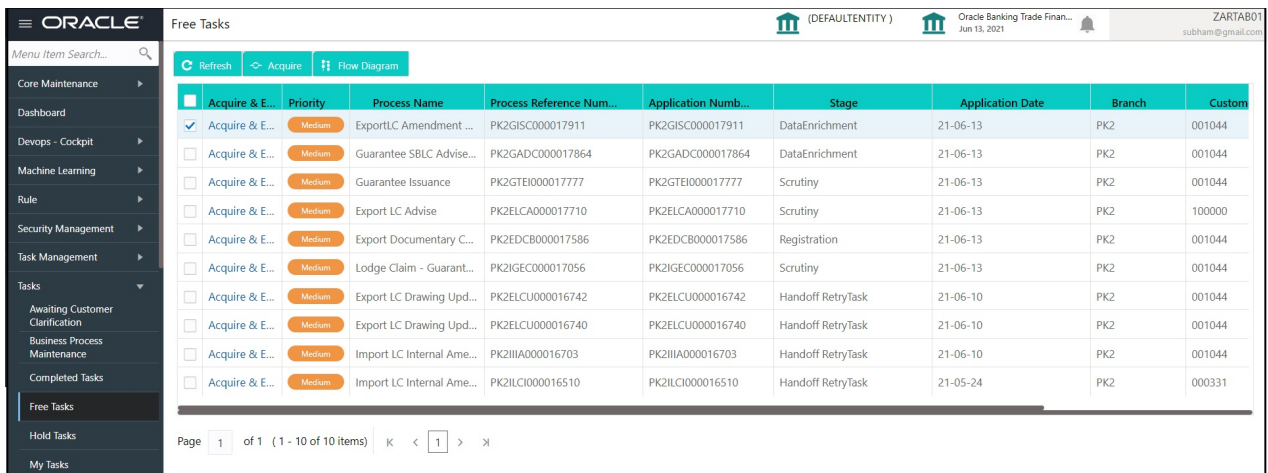 ORACLE
Free Tasks
(DEFAULTENTITY )
Oracle Banking Trade Finan...
Jun 13, 2021
ZARTAB01
subham@gmail.com
Menu Item Search...
Core Maintenance
Dashboard
Devops - Cockpit
Machine Learning
Rule
Security Management
Task Management
Tasks
Awaiting Customer
Clarification
Business Process
Maintenance
Completed Tasks
Free Tasks
Hold Tasks
My Tasks
Refresh Acquire Flow Diagram
Acquire & E... Priority Process Name Process Reference Num... Application Numb... Stage Application Date Branch Custom
Acquire & E... Medium ExportLC Amendment ... PK2GISC000017911 PK2GISC000017911 DataEnrichment 21-06-13 PK2 001044
Acquire & E... Medium Guarantee SBLC Advise... PK2GADC000017864 PK2GADC000017864 DataEnrichment 21-06-13 PK2 001044
Acquire & E... Medium Guarantee Issuance PK2GTEI000017777 PK2GTEI000017777 Scrutiny 21-06-13 PK2 001044
Acquire & E... Medium Export LC Advise PK2ELCA000017710 PK2ELCA000017710 Scrutiny 21-06-13 PK2 100000
Acquire & E... Medium Export Documentary C... PK2EDCB000017586 PK2EDCB000017586 Registration 21-06-13 PK2 001044
Acquire & E... Medium Lodge Claim - Guarant... PK2IGEC000017056 PK2IGEC000017056 Scrutiny 21-06-13 PK2 001044
Acquire & E... Medium Export LC Drawing Upd... PK2ELCU000016742 PK2ELCU000016742 Handoff RetryTask 21-06-10 PK2 001044
Acquire & E... Medium Export LC Drawing Upd... PK2ELCU000016740 PK2ELCU000016740 Handoff RetryTask 21-06-10 PK2 001044
Acquire & E... Medium Import LC Internal Ame... PK2IIIA000016703 PK2IIIA000016703 Handoff RetryTask 21-06-10 PK2 001044
Acquire & E... Medium Import LC Internal Ame... PK2ILCI000016510 PK2ILCI000016510 Handoff RetryTask 21-05-24 PK2 000331
Page 1 of 1 ( 1 - 10 of 10 items) 1